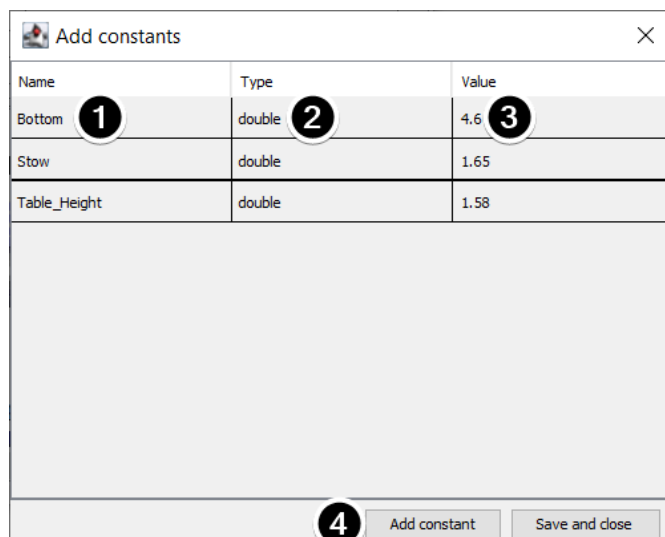 Add constants
Name Type Value
Bottom 1 double 2 4.6 3
Stow double 1.65
Table_Height double 1.58
4 Add constant Save and close